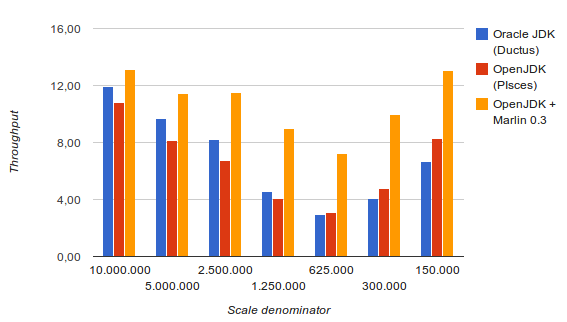 16,00
12,00
8,00
4,00
0,00
Throughput
10.000.000
5.000.000
2.500.000
1.250.000
625.000
300.000
150.000
Scale denominator
Oracle JDK
(Ductus)
OpenJDK
(PIsces)
OpenJDK +
Marlin 0.3